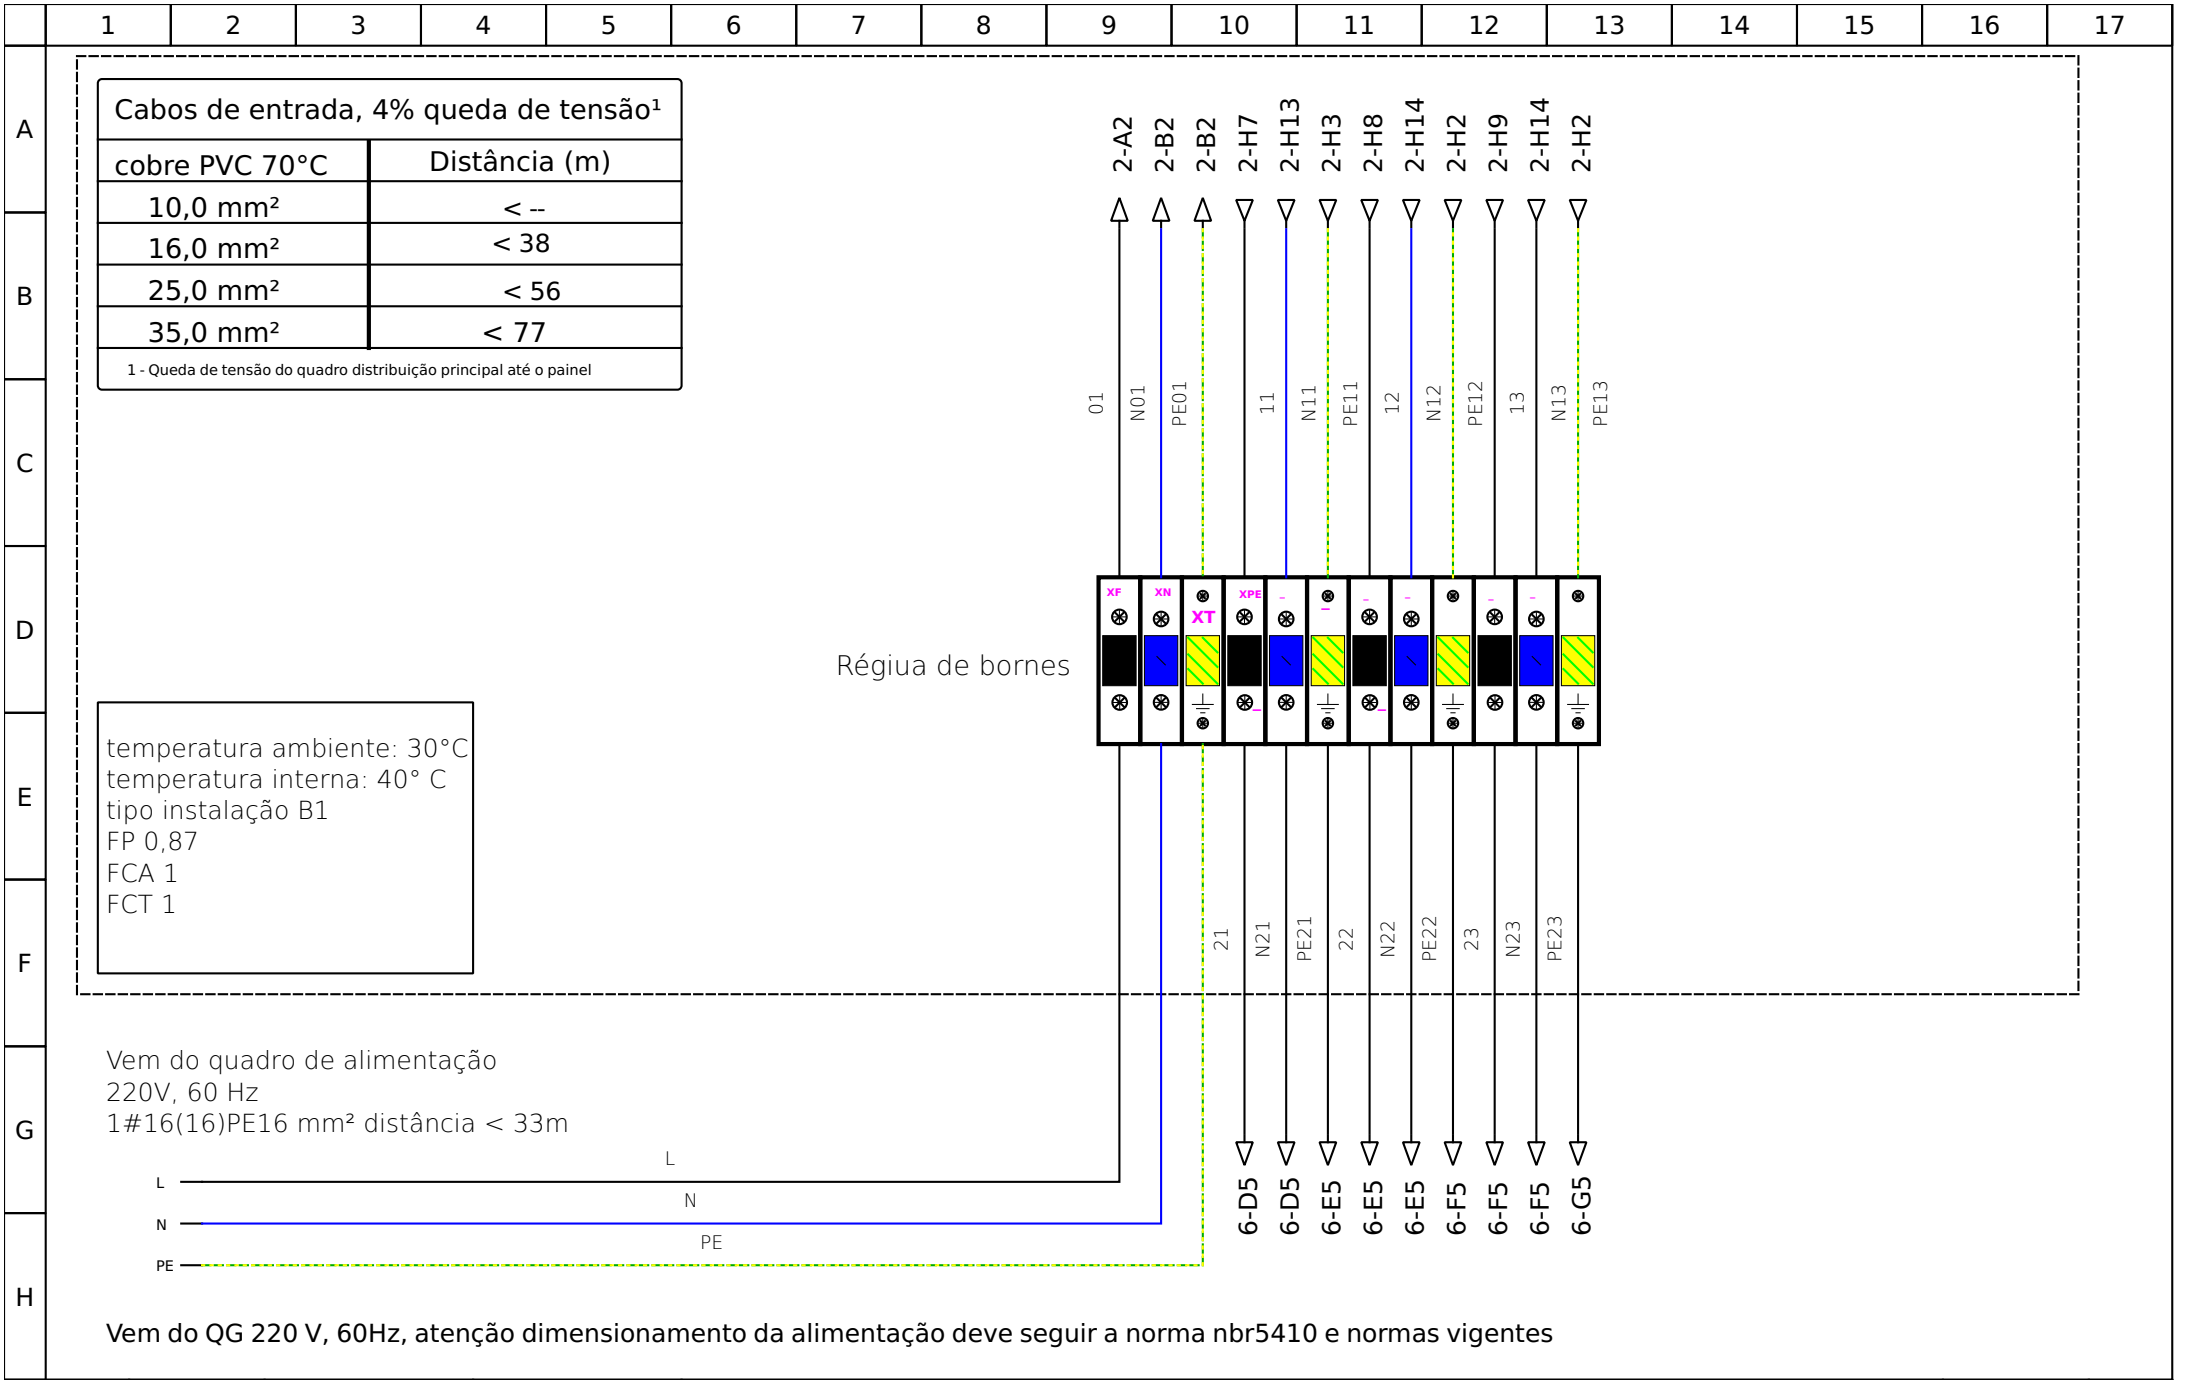 1 2 3 4 5 6 7 8 9 10 11 12 13 14 15 16 17
A
B
C
D
E
F
G
H
Cabos de entrada, 4% queda de tensão¹
cobre PVC 70°C Distância (m)
10,0 mm² < --
16,0 mm² < 38
25,0 mm² < 56
35,0 mm² < 77
1 - Queda de tensão do quadro distribuição principal até o painel
2-A2 2-B2 2-B2 2-H7 2-H13 2-H3 2-H8 2-H14 2-H2 2-H9 2-H14 2-H2
01 N01 PE01 11 N11 PE11 12 N12 PE12 13 N13 PE13
XF XN XT XPE
Régiua de bornes
temperatura ambiente: 30°C
temperatura interna: 40° C
tipo instalação B1
FP 0,87
FCA 1
FCT 1
21 N21 PE21 22 N22 PE22 23 N23 PE23
Vem do quadro de alimentação
220V, 60 Hz
1#16(16)PE16 mm² distância < 33m
L
L
N
N
PE
PE
6-D5 6-D5 6-E5 6-E5 6-E5 6-F5 6-F5 6-F5 6-G5
Vem do QG 220 V, 60Hz, atenção dimensionamento da alimentação deve seguir a norma nbr5410 e normas vigentes